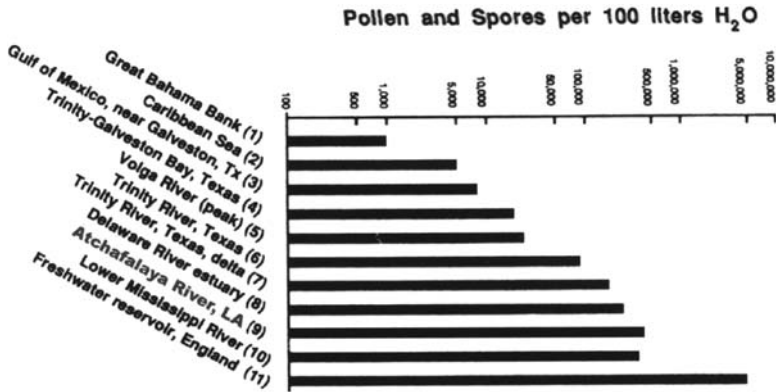 Pollen and Spores per 100 liters H₂O
100
500
1,000
5,000
10,000
50,000
100,000
500,000
1,000,000
5,000,000
10,000,000
Great Bahama Bank (1)
Caribbean Sea (2)
Gulf of Mexico, near Galveston, Tx (3)
Trinity-Galveston Bay, Texas (4)
Volga River (peak) (5)
Trinity River, Texas (6)
Trinity River, Texas, delta (7)
Delaware River estuary (8)
Atchafalaya River, LA (9)
Lower Mississippi River (10)
Freshwater reservoir, England (11)